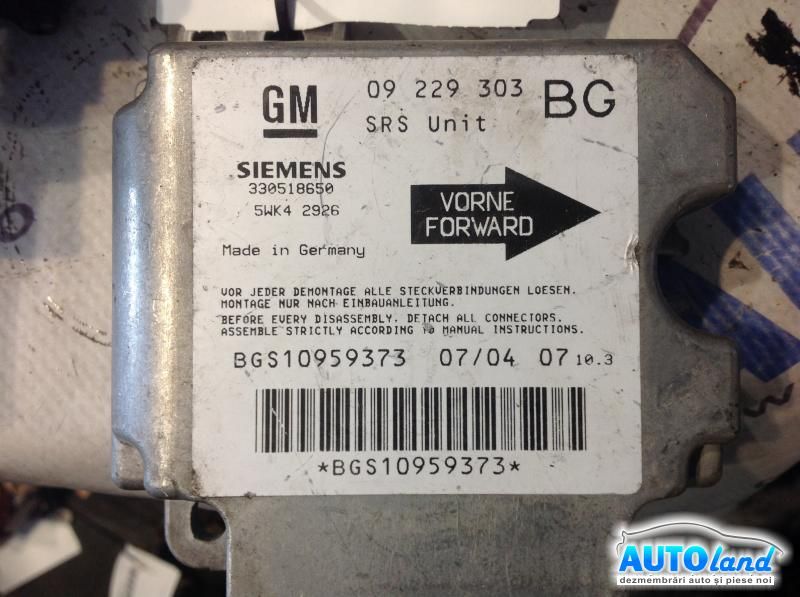 GM
09 229 303 BG
SRS Unit
SIEMENS
330518650
5WK4 2926
VORNE
FORWARD
Made in Germany
VOR JEDER DEMONTAGE ALLE STECKVERBINDUNGEN LOESEN.
MONTAGE NUR NACH EINBAUANLEITUNG.
BEFORE EVERY DISASSEMBLY, DETACH ALL CONNECTORS.
ASSEMBLE STRICTLY ACCORDING TO MANUAL INSTRUCTIONS.
BGS10959373 07/04 07 10.3
*BGS10959373*
AUTOland
dezmembrări auto și piese noi